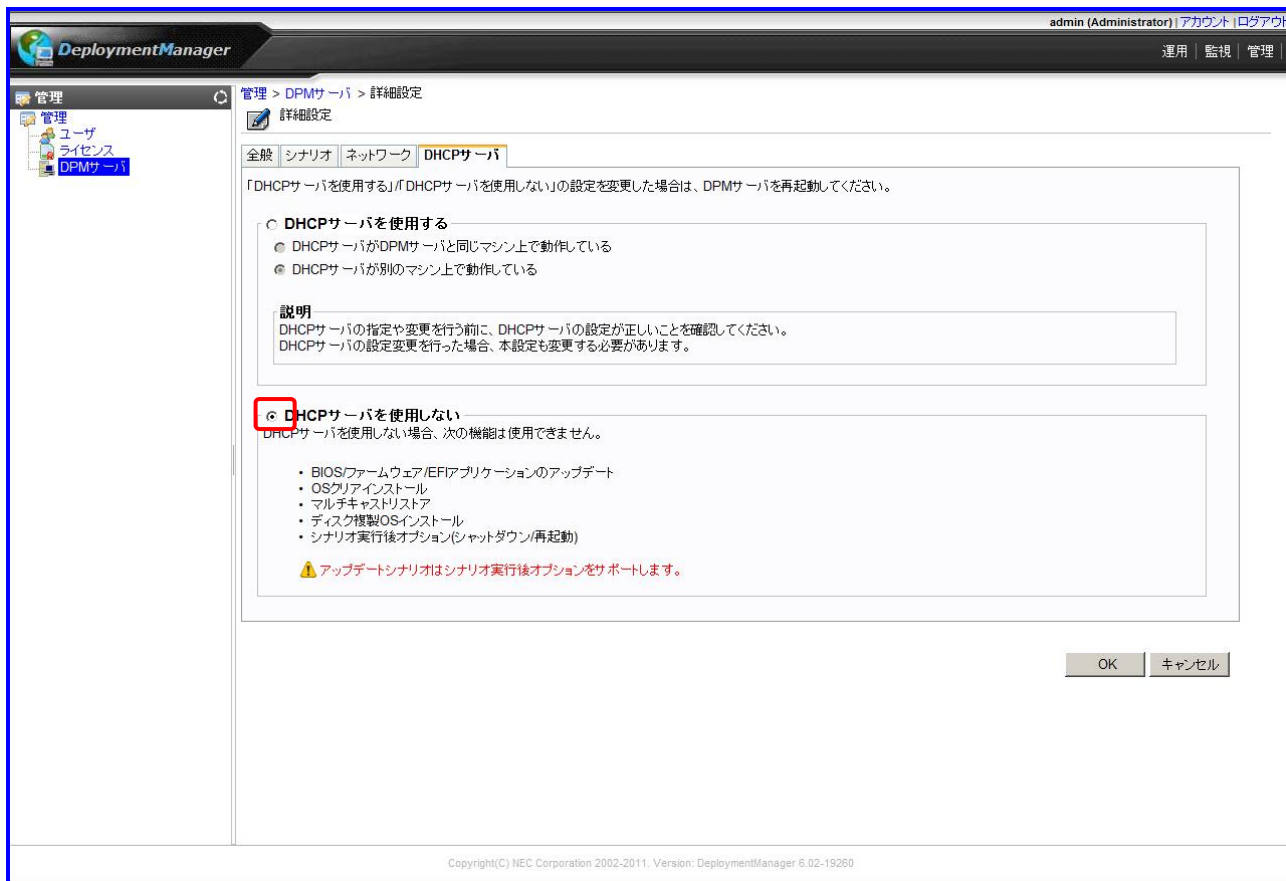 admin (Administrator) | アカウント | ログアウト
DeploymentManager
運用 | 監視 | 管理 |
管理
管理
ユーザ
ライセンス
DPMサーバ
管理 > DPMサーバ > 詳細設定
詳細設定
全般 シナリオ ネットワーク DHCPサーバ
「DHCPサーバを使用する」/「DHCPサーバを使用しない」の設定を変更した場合は、DPMサーバを再起動してください。
DHCPサーバを使用する
DHCPサーバがDPMサーバと同じマシン上で動作している
DHCPサーバが別のマシン上で動作している
説明
DHCPサーバの指定や変更を行う前に、DHCPサーバの設定が正しいことを確認してください。
DHCPサーバの設定変更を行った場合、本設定も変更する必要があります。
DHCPサーバを使用しない
DHCPサーバを使用しない場合、次の機能は使用できません。
・ BIOS/ファームウェア/EFIアプリケーションのアップデート
・ OSクリアインストール
・ マルチキャストリストア
・ ディスク複製OSインストール
・ シナリオ実行後オプション(シャットダウン/再起動)
アップデートシナリオはシナリオ実行後オプションをサポートします。
OK キャンセル
Copyright(C) NEC Corporation 2002-2011. Version: DeploymentManager 6.02-19260